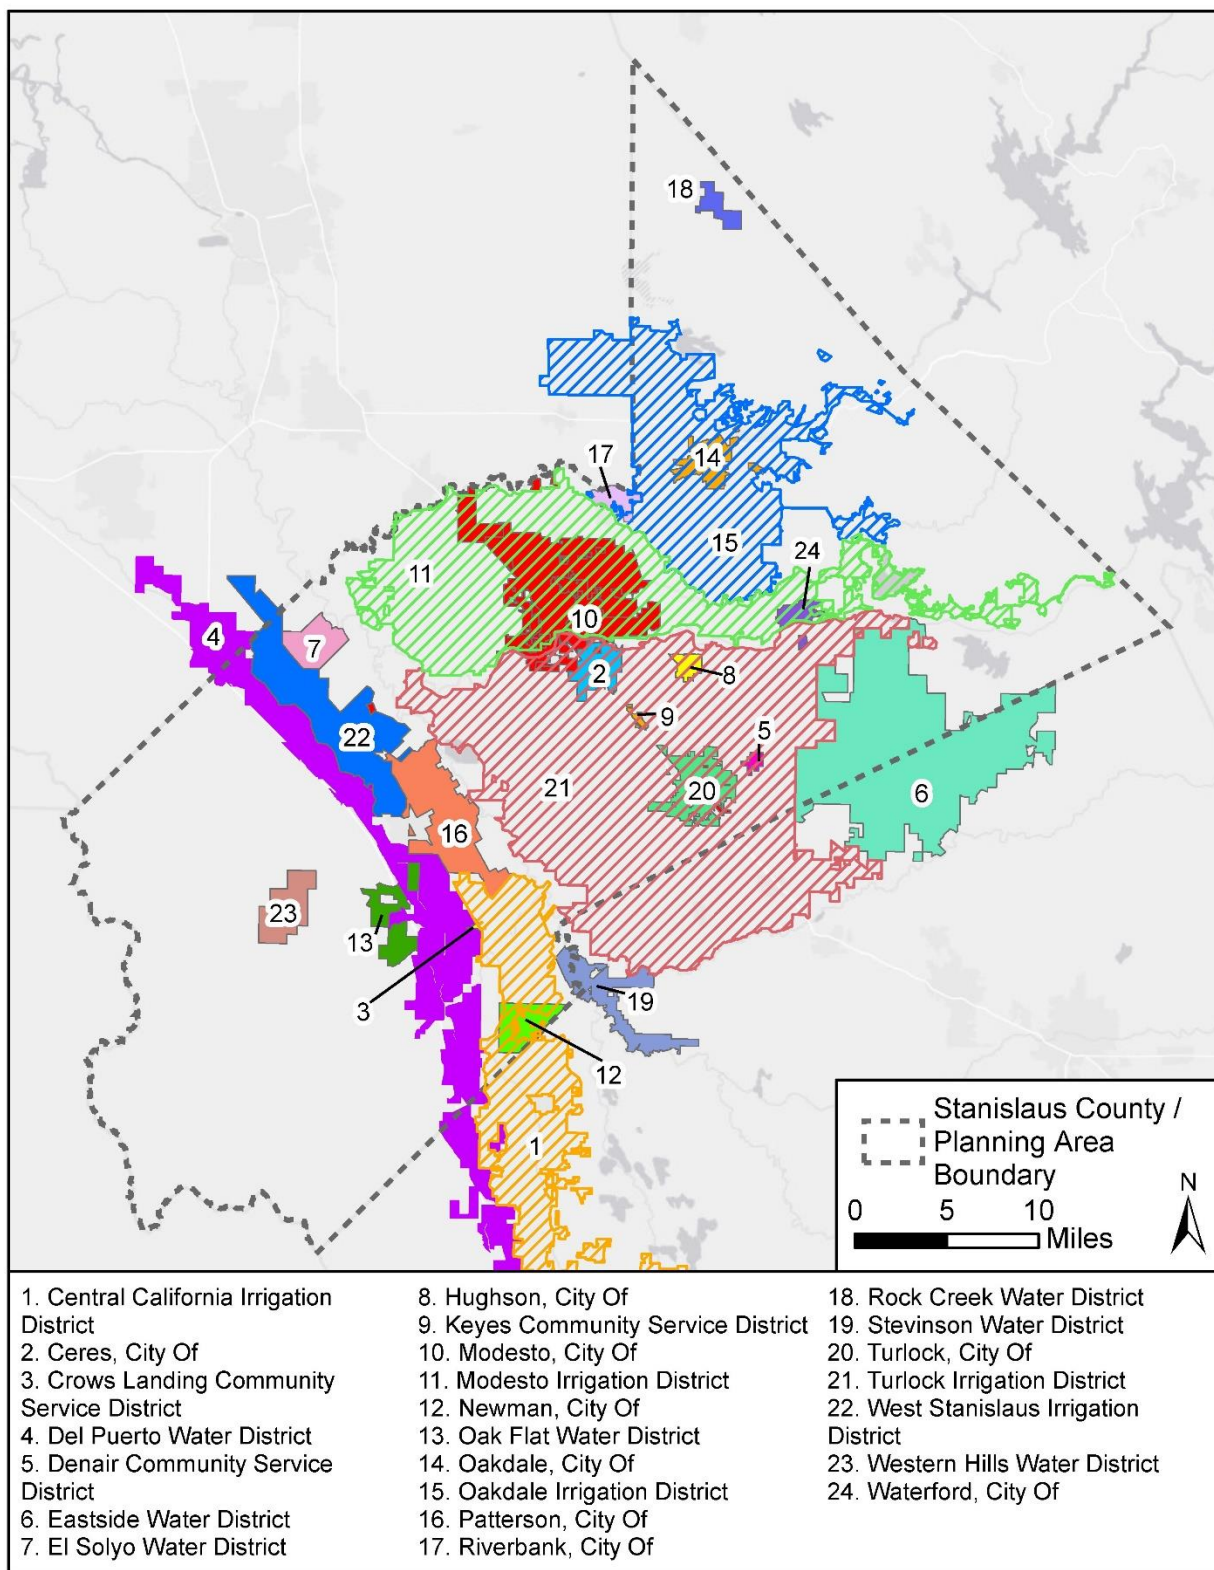 18
17
14
15
24
11
10
4
7
2
8
9
5
22
21
20
6
16
23
13
3
19
12
1
Stanislaus County /
Planning Area
Boundary
N
0 5 10
Miles
1. Central California Irrigation
District
2. Ceres, City Of
3. Crows Landing Community
Service District
4. Del Puerto Water District
5. Denair Community Service
District
6. Eastside Water District
7. El Solyo Water District
8. Hughson, City Of
9. Keyes Community Service District
10. Modesto, City Of
11. Modesto Irrigation District
12. Newman, City Of
13. Oak Flat Water District
14. Oakdale, City Of
15. Oakdale Irrigation District
16. Patterson, City Of
17. Riverbank, City Of
18. Rock Creek Water District
19. Stevinson Water District
20. Turlock, City Of
21. Turlock Irrigation District
22. West Stanislaus Irrigation
District
23. Western Hills Water District
24. Waterford, City Of